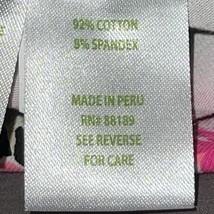 92% COTTON
8% SPANDEX
MADE IN PERU
RN# 88189
SEE REVERSE
FOR CARE